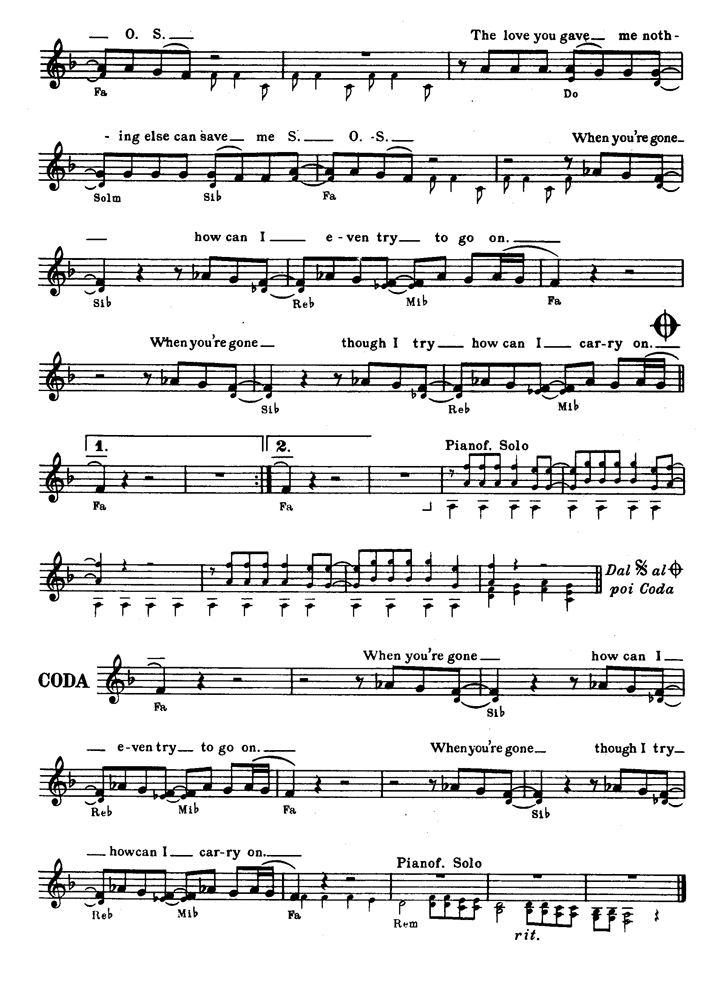 O. S. The love you gave me noth-
Fa Do
- ing else can save me S. O. -S. When you're gone
Solm Sib Fa
how can I e - ven try to go on.
Sib Reb Mib Fa
When you're gone though I try how can I car-ry on.
Sib Reb Mib
1. 2. Pianof. Solo
Fa Fa
Dal 𝄋 al 𝄌
poi Coda
When you're gone how can I
CODA
Fa Sib
e-ven try to go on. When you're gone though I try
Reb Mib Fa Sib
how can I car-ry on. Pianof. Solo
Reb Mib Fa Rem
rit.